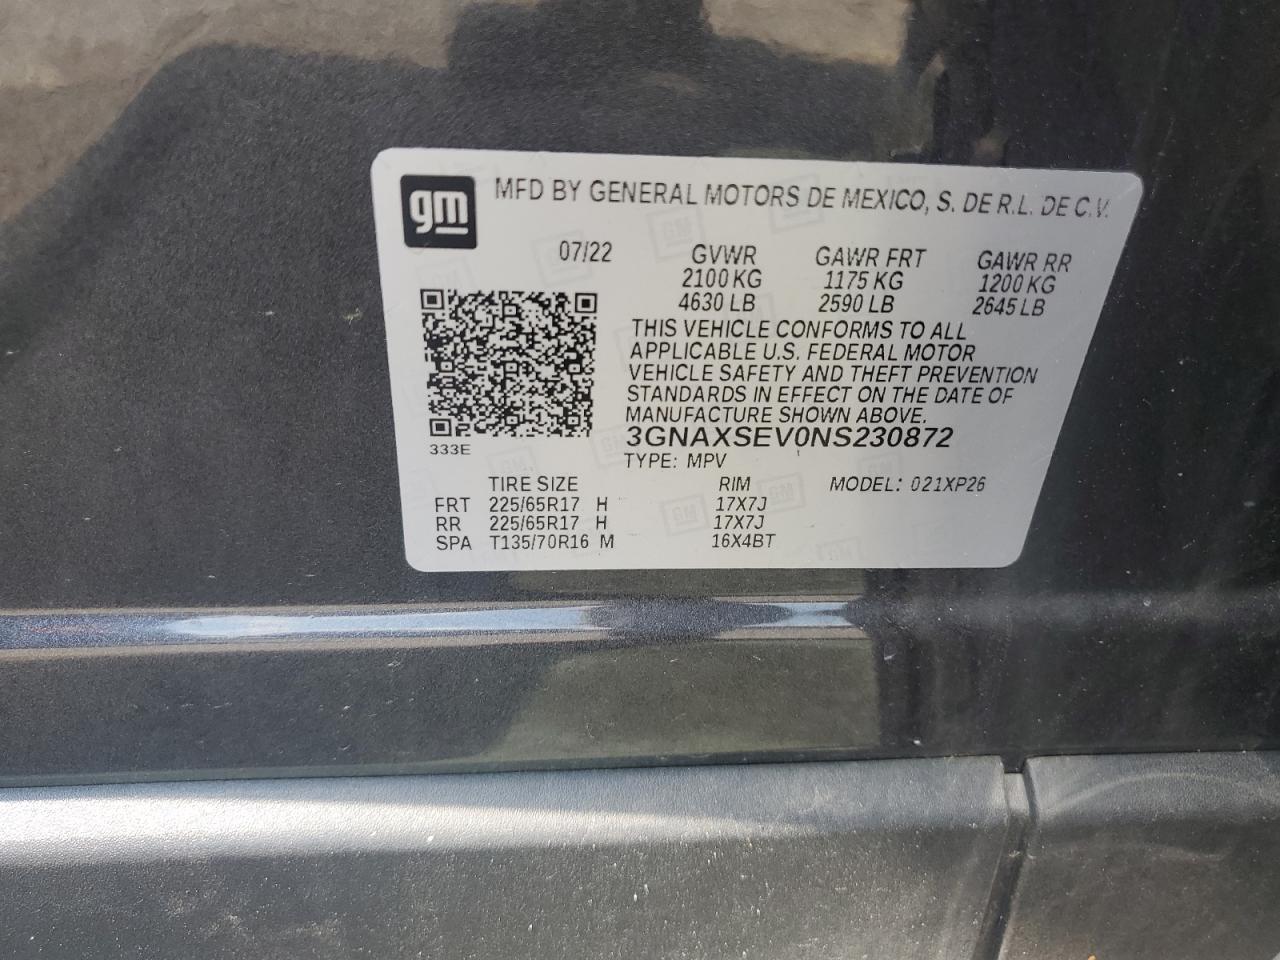 gm
MFD BY GENERAL MOTORS DE MEXICO, S. DE R.L. DE C.V.
07/22 GVWR GAWR FRT GAWR RR
2100 KG 1175 KG 1200 KG
4630 LB 2590 LB 2645 LB
THIS VEHICLE CONFORMS TO ALL
APPLICABLE U.S. FEDERAL MOTOR
VEHICLE SAFETY AND THEFT PREVENTION
STANDARDS IN EFFECT ON THE DATE OF
MANUFACTURE SHOWN ABOVE.
3GNAXSEV0NS230872
333E
TYPE: MPV
TIRE SIZE RIM MODEL: 021XP26
FRT 225/65R17 H 17X7J
RR 225/65R17 H 17X7J
SPA T135/70R16 M 16X4BT